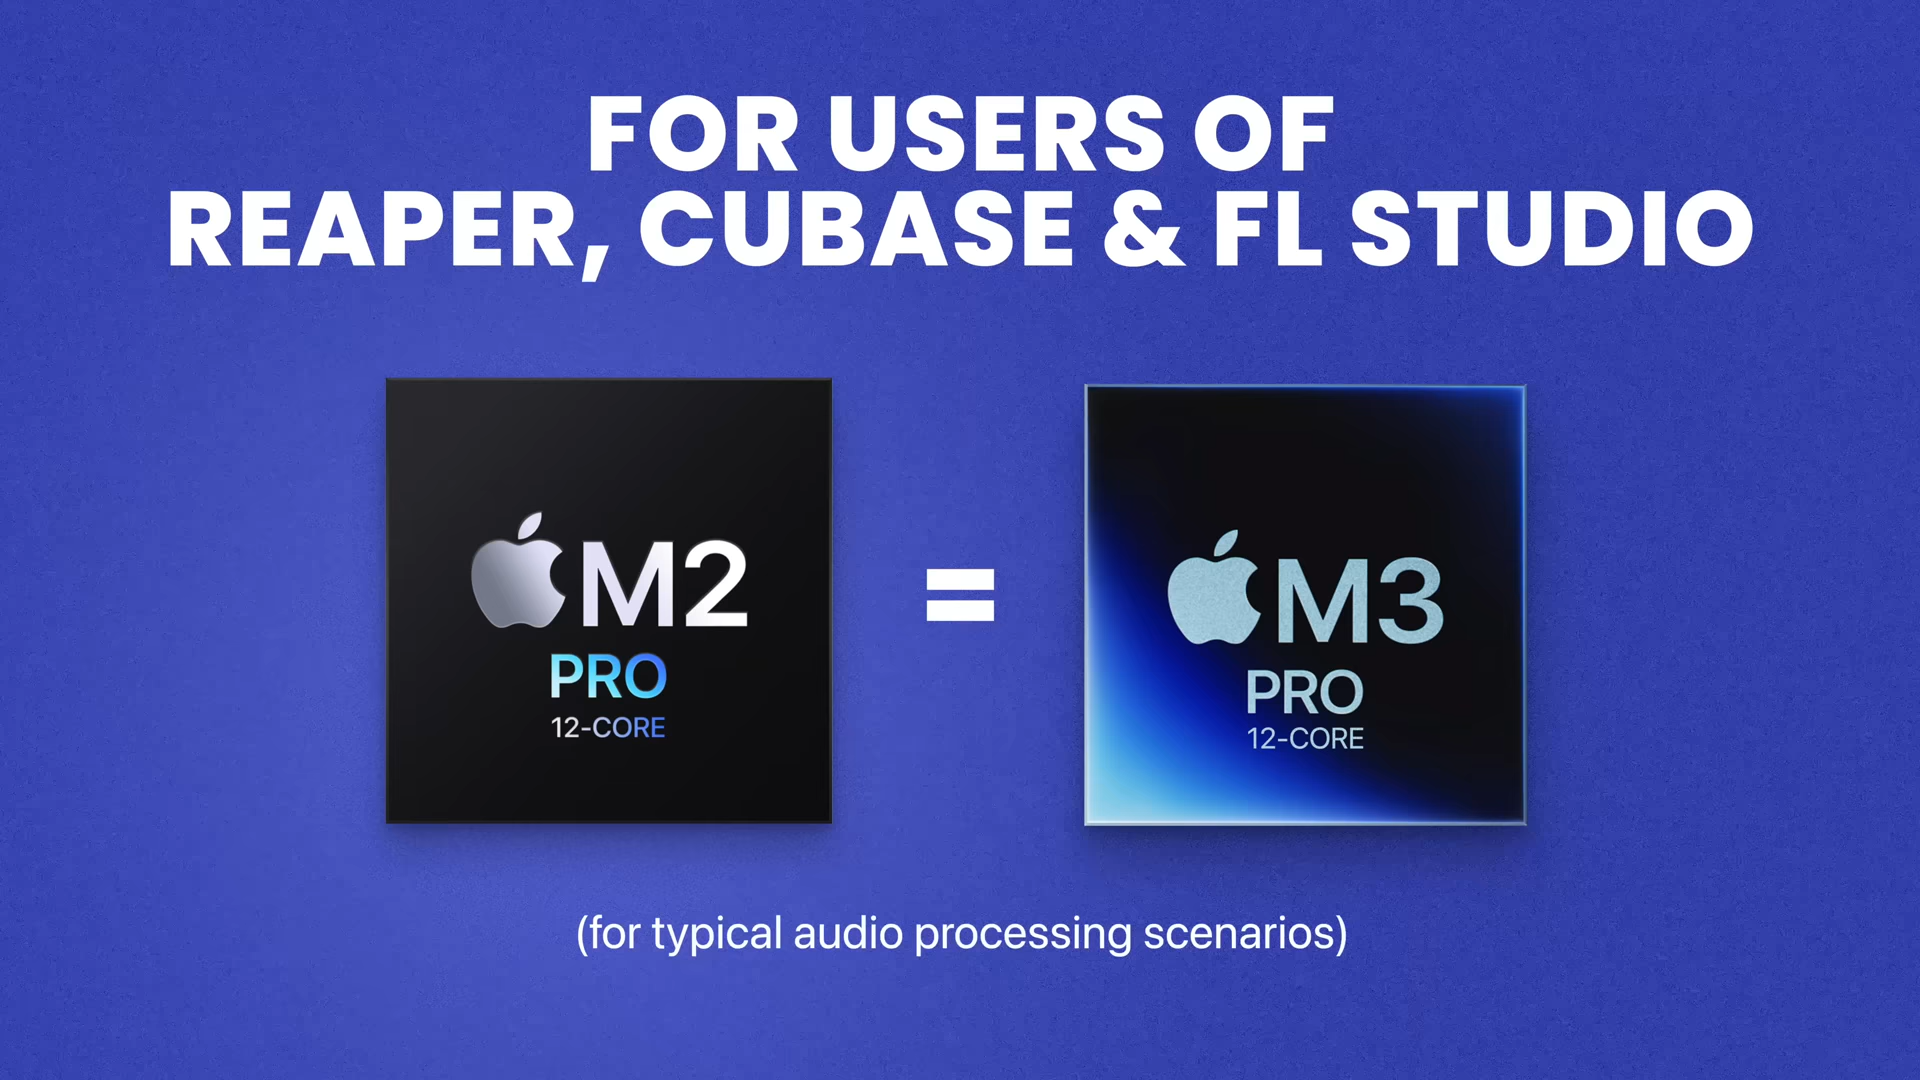 FOR USERS OF
REAPER, CUBASE & FL STUDIO
M2
PRO
12-CORE
=
M3
PRO
12-CORE
(for typical audio processing scenarios)